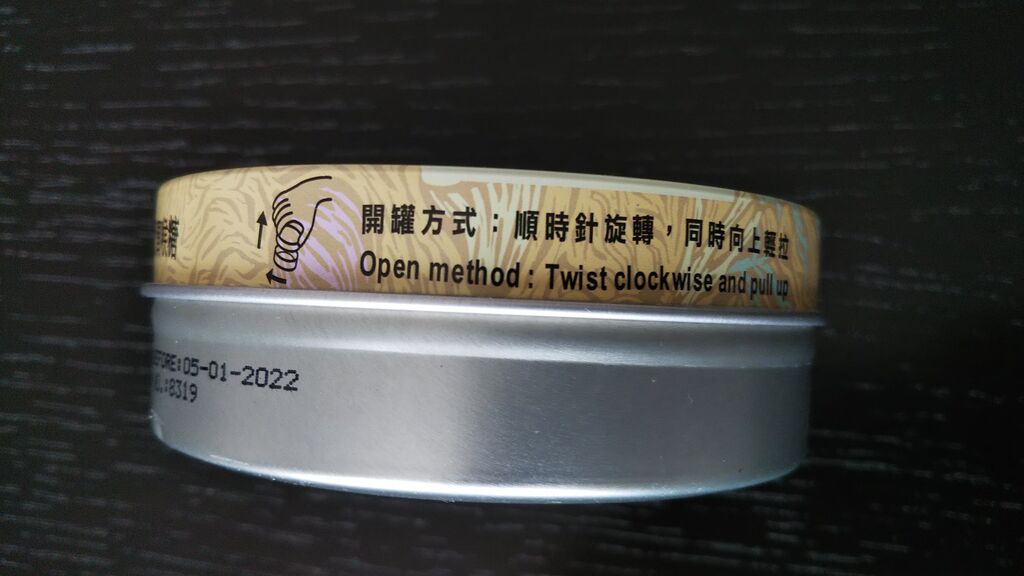 開罐方式：順時針旋轉，同時向上輕拉
Open method : Twist clockwise and pull up
EFORE:05-01-2022
.:8319